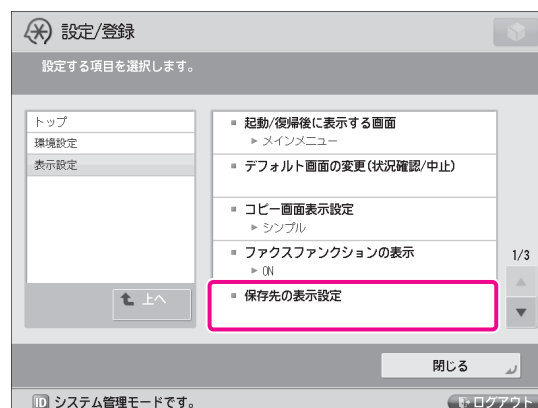 設定/登録
設定する項目を選択します。
トップ
環境設定
表示設定
上へ
起動/復帰後に表示する画面
メインメニュー
デフォルト画面の変更(状況確認/中止)
コピー画面表示設定
シンプル
ファクスファンクションの表示
ON
保存先の表示設定
1/3
閉じる
ID システム管理モードです。
ログアウト